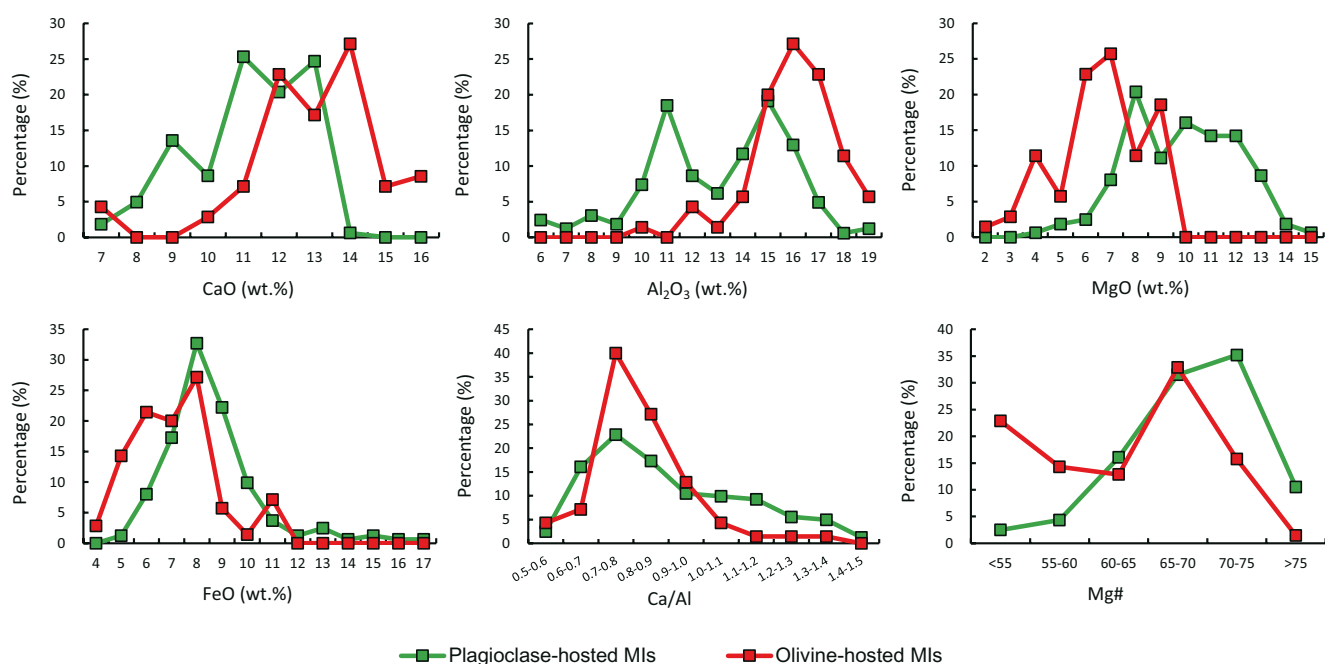 30
25
20
15
10
5
0
Percentage (%)
7 8 9 10 11 12 13 14 15 16
CaO (wt.%)
30
25
20
15
10
5
0
Percentage (%)
6 7 8 9 10 11 12 13 14 15 16 17 18 19
Al₂O₃ (wt.%)
30
25
20
15
10
5
0
Percentage (%)
2 3 4 5 6 7 8 9 10 11 12 13 14 15
MgO (wt.%)
35
30
25
20
15
10
5
0
Percentage (%)
4 5 6 7 8 9 10 11 12 13 14 15 16 17
FeO (wt.%)
45
40
35
30
25
20
15
10
5
0
Percentage (%)
0.5-0.6 0.6-0.7 0.7-0.8 0.8-0.9 0.9-1.0 1.0-1.1 1.1-1.2 1.2-1.3 1.3-1.4 1.4-1.5
Ca/Al
40
35
30
25
20
15
10
5
0
Percentage (%)
<55 55-60 60-65 65-70 70-75 >75
Mg#
Plagioclase-hosted MIs Olivine-hosted MIs